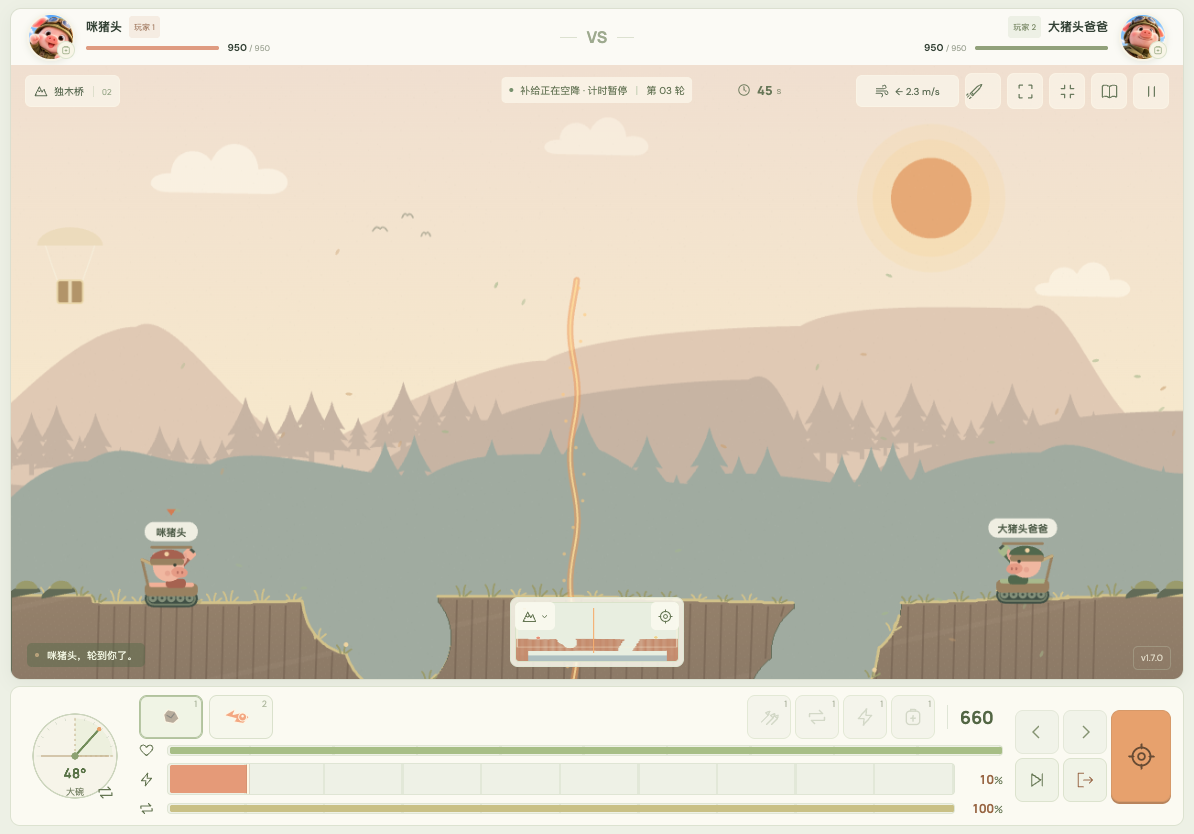 咪猪头 玩家 1
950 / 950
VS
玩家 2 大猪头爸爸
950 / 950
独木桥 02
补给正在空降 · 计时暂停 第 03 轮
45 s
← 2.3 m/s
咪猪头
大猪头爸爸
咪猪头，轮到你了。
v1.7.0
1
2
1
1
1
1
660
48°
大碗
10%
100%